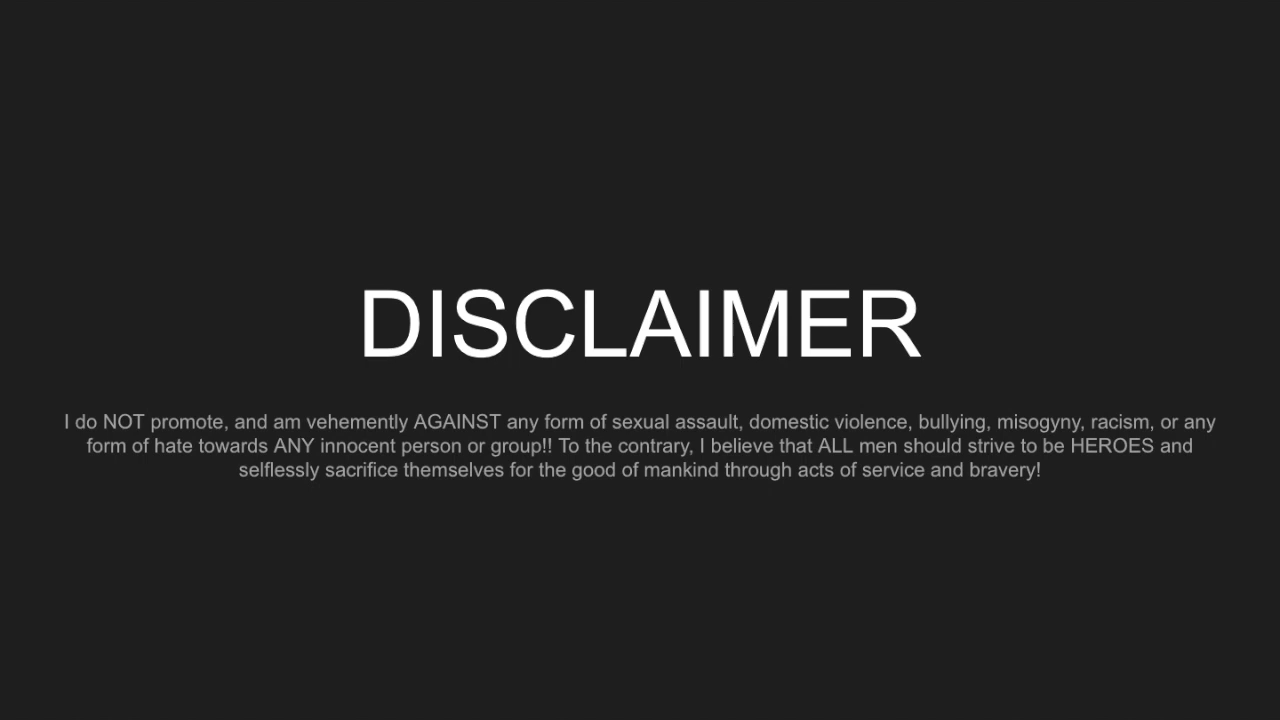 DISCLAIMER
I do NOT promote, and am vehemently AGAINST any form of sexual assault, domestic violence, bullying, misogyny, racism, or any
form of hate towards ANY innocent person or group!! To the contrary, I believe that ALL men should strive to be HEROES and
selflessly sacrifice themselves for the good of mankind through acts of service and bravery!